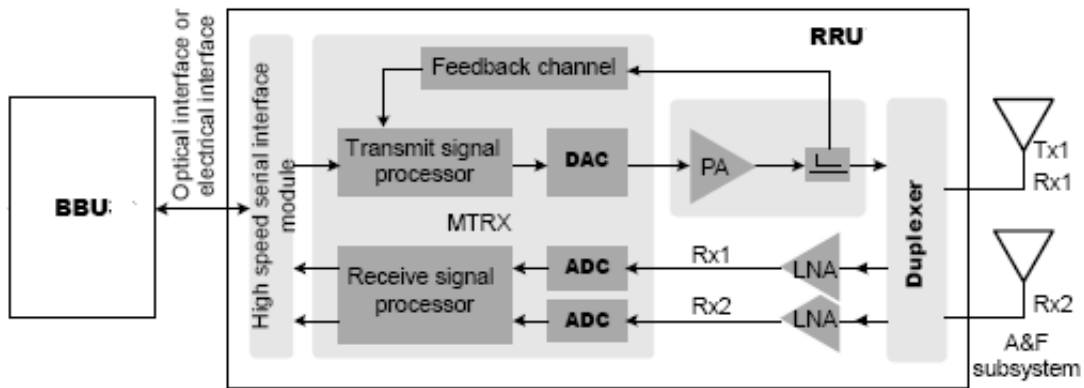 RRU
BBU
Optical interface or
electrical interface
High speed serial interface
module
Feedback channel
Transmit signal
processor
DAC
PA
MTRX
Receive signal
processor
ADC
Rx1
LNA
ADC
Rx2
LNA
Duplexer
Tx1
Rx1
Rx2
A&F
subsystem